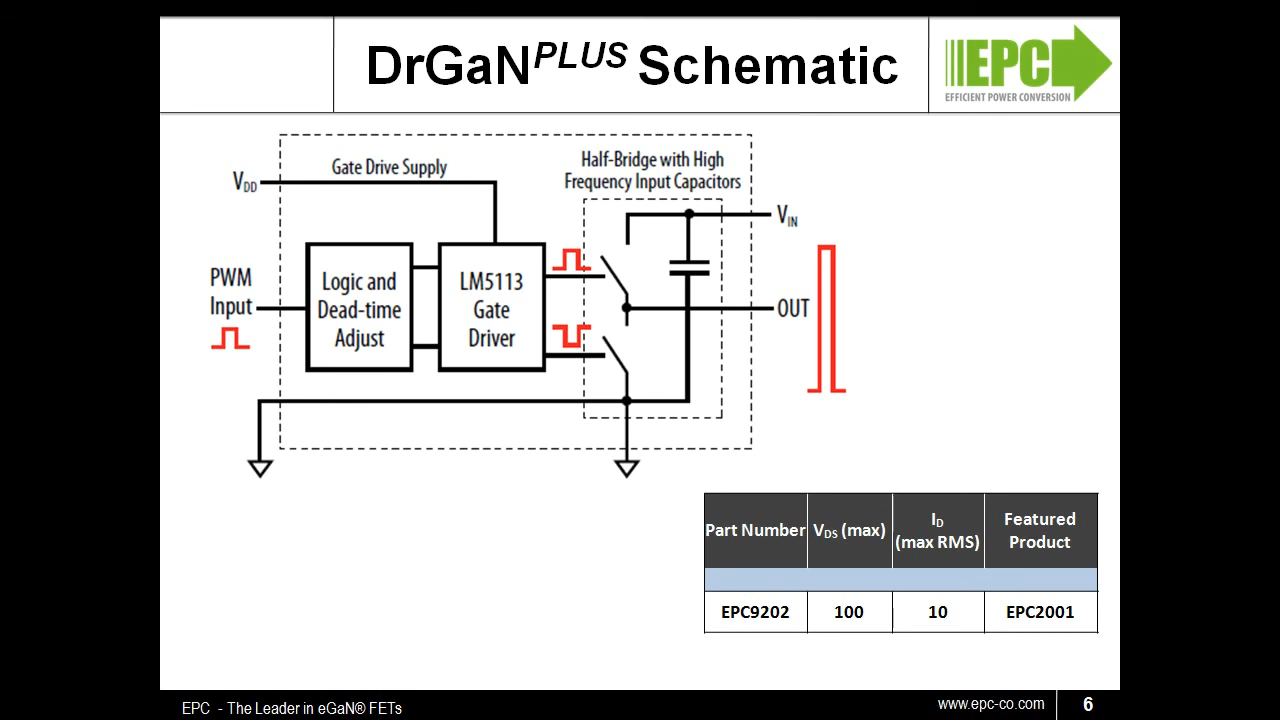 DrGaNPLUS Schematic
EPC
EFFICIENT POWER CONVERSION
Gate Drive Supply
VDD
Half-Bridge with High
Frequency Input Capacitors
VIN
PWM
Input
Logic and
Dead-time
Adjust
LM5113
Gate
Driver
OUT
Part Number VDS (max) ID (max RMS) Featured Product
EPC9202 100 10 EPC2001
EPC - The Leader in eGaN® FETs
www.epc-co.com 6